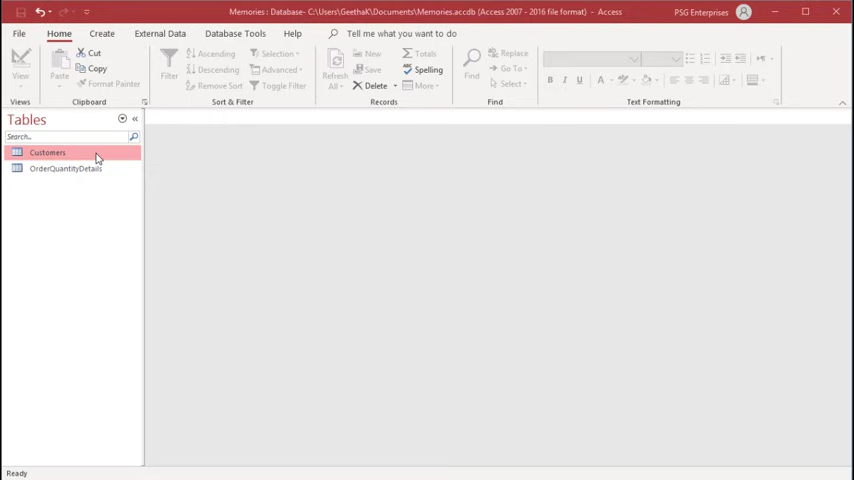 Memories : Database- C:\Users\GeethaK\Documents\Memories.accdb (Access 2007 - 2016 file format) - Access
PSG Enterprises
File Home Create External Data Database Tools Help Tell me what you want to do
View
Views
Paste
Cut
Copy
Format Painter
Clipboard
Filter
Ascending
Descending
Remove Sort
Selection
Advanced
Toggle Filter
Sort & Filter
Refresh
All
New
Save
Delete
Totals
Spelling
More
Records
Find
Replace
Go To
Select
Find
B I U A
Text Formatting
Tables
Search...
Customers
OrderQuantityDetails
Ready